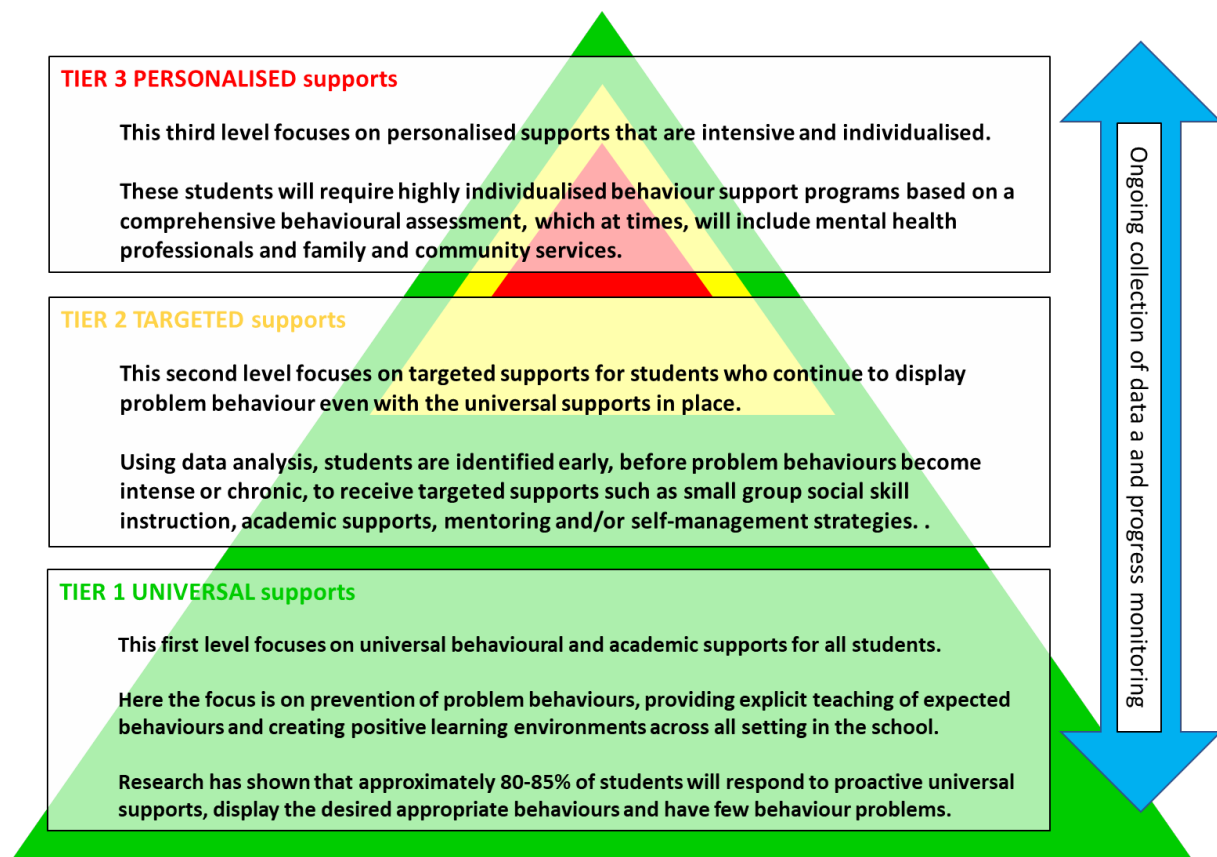 TIER 3 PERSONALISED supports
This third level focuses on personalised supports that are intensive and individualised.
These students will require highly individualised behaviour support programs based on a
comprehensive behavioural assessment, which at times, will include mental health
professionals and family and community services.
TIER 2 TARGETED supports
This second level focuses on targeted supports for students who continue to display
problem behaviour even with the universal supports in place.
Using data analysis, students are identified early, before problem behaviours become
intense or chronic, to receive targeted supports such as small group social skill
instruction, academic supports, mentoring and/or self-management strategies. .
TIER 1 UNIVERSAL supports
This first level focuses on universal behavioural and academic supports for all students.
Here the focus is on prevention of problem behaviours, providing explicit teaching of expected
behaviours and creating positive learning environments across all setting in the school.
Research has shown that approximately 80-85% of students will respond to proactive universal
supports, display the desired appropriate behaviours and have few behaviour problems.
Ongoing collection of data a and progress monitoring